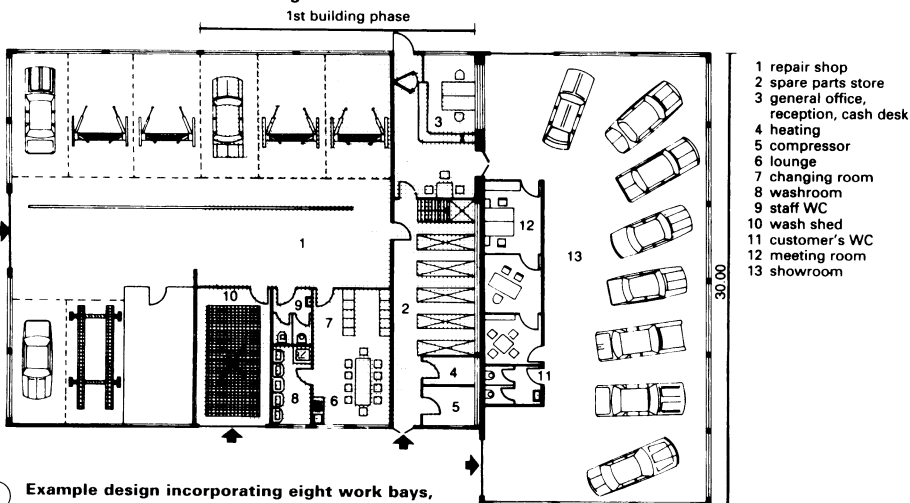 1st building phase
1 repair shop
2 spare parts store
3 general office,
reception, cash desk
4 heating
5 compressor
6 lounge
7 changing room
8 washroom
9 staff WC
10 wash shed
11 customer's WC
12 meeting room
13 showroom
3
12
13
30.00
1
10
9
7
2
8
6
4
5
11
Example design incorporating eight work bays,